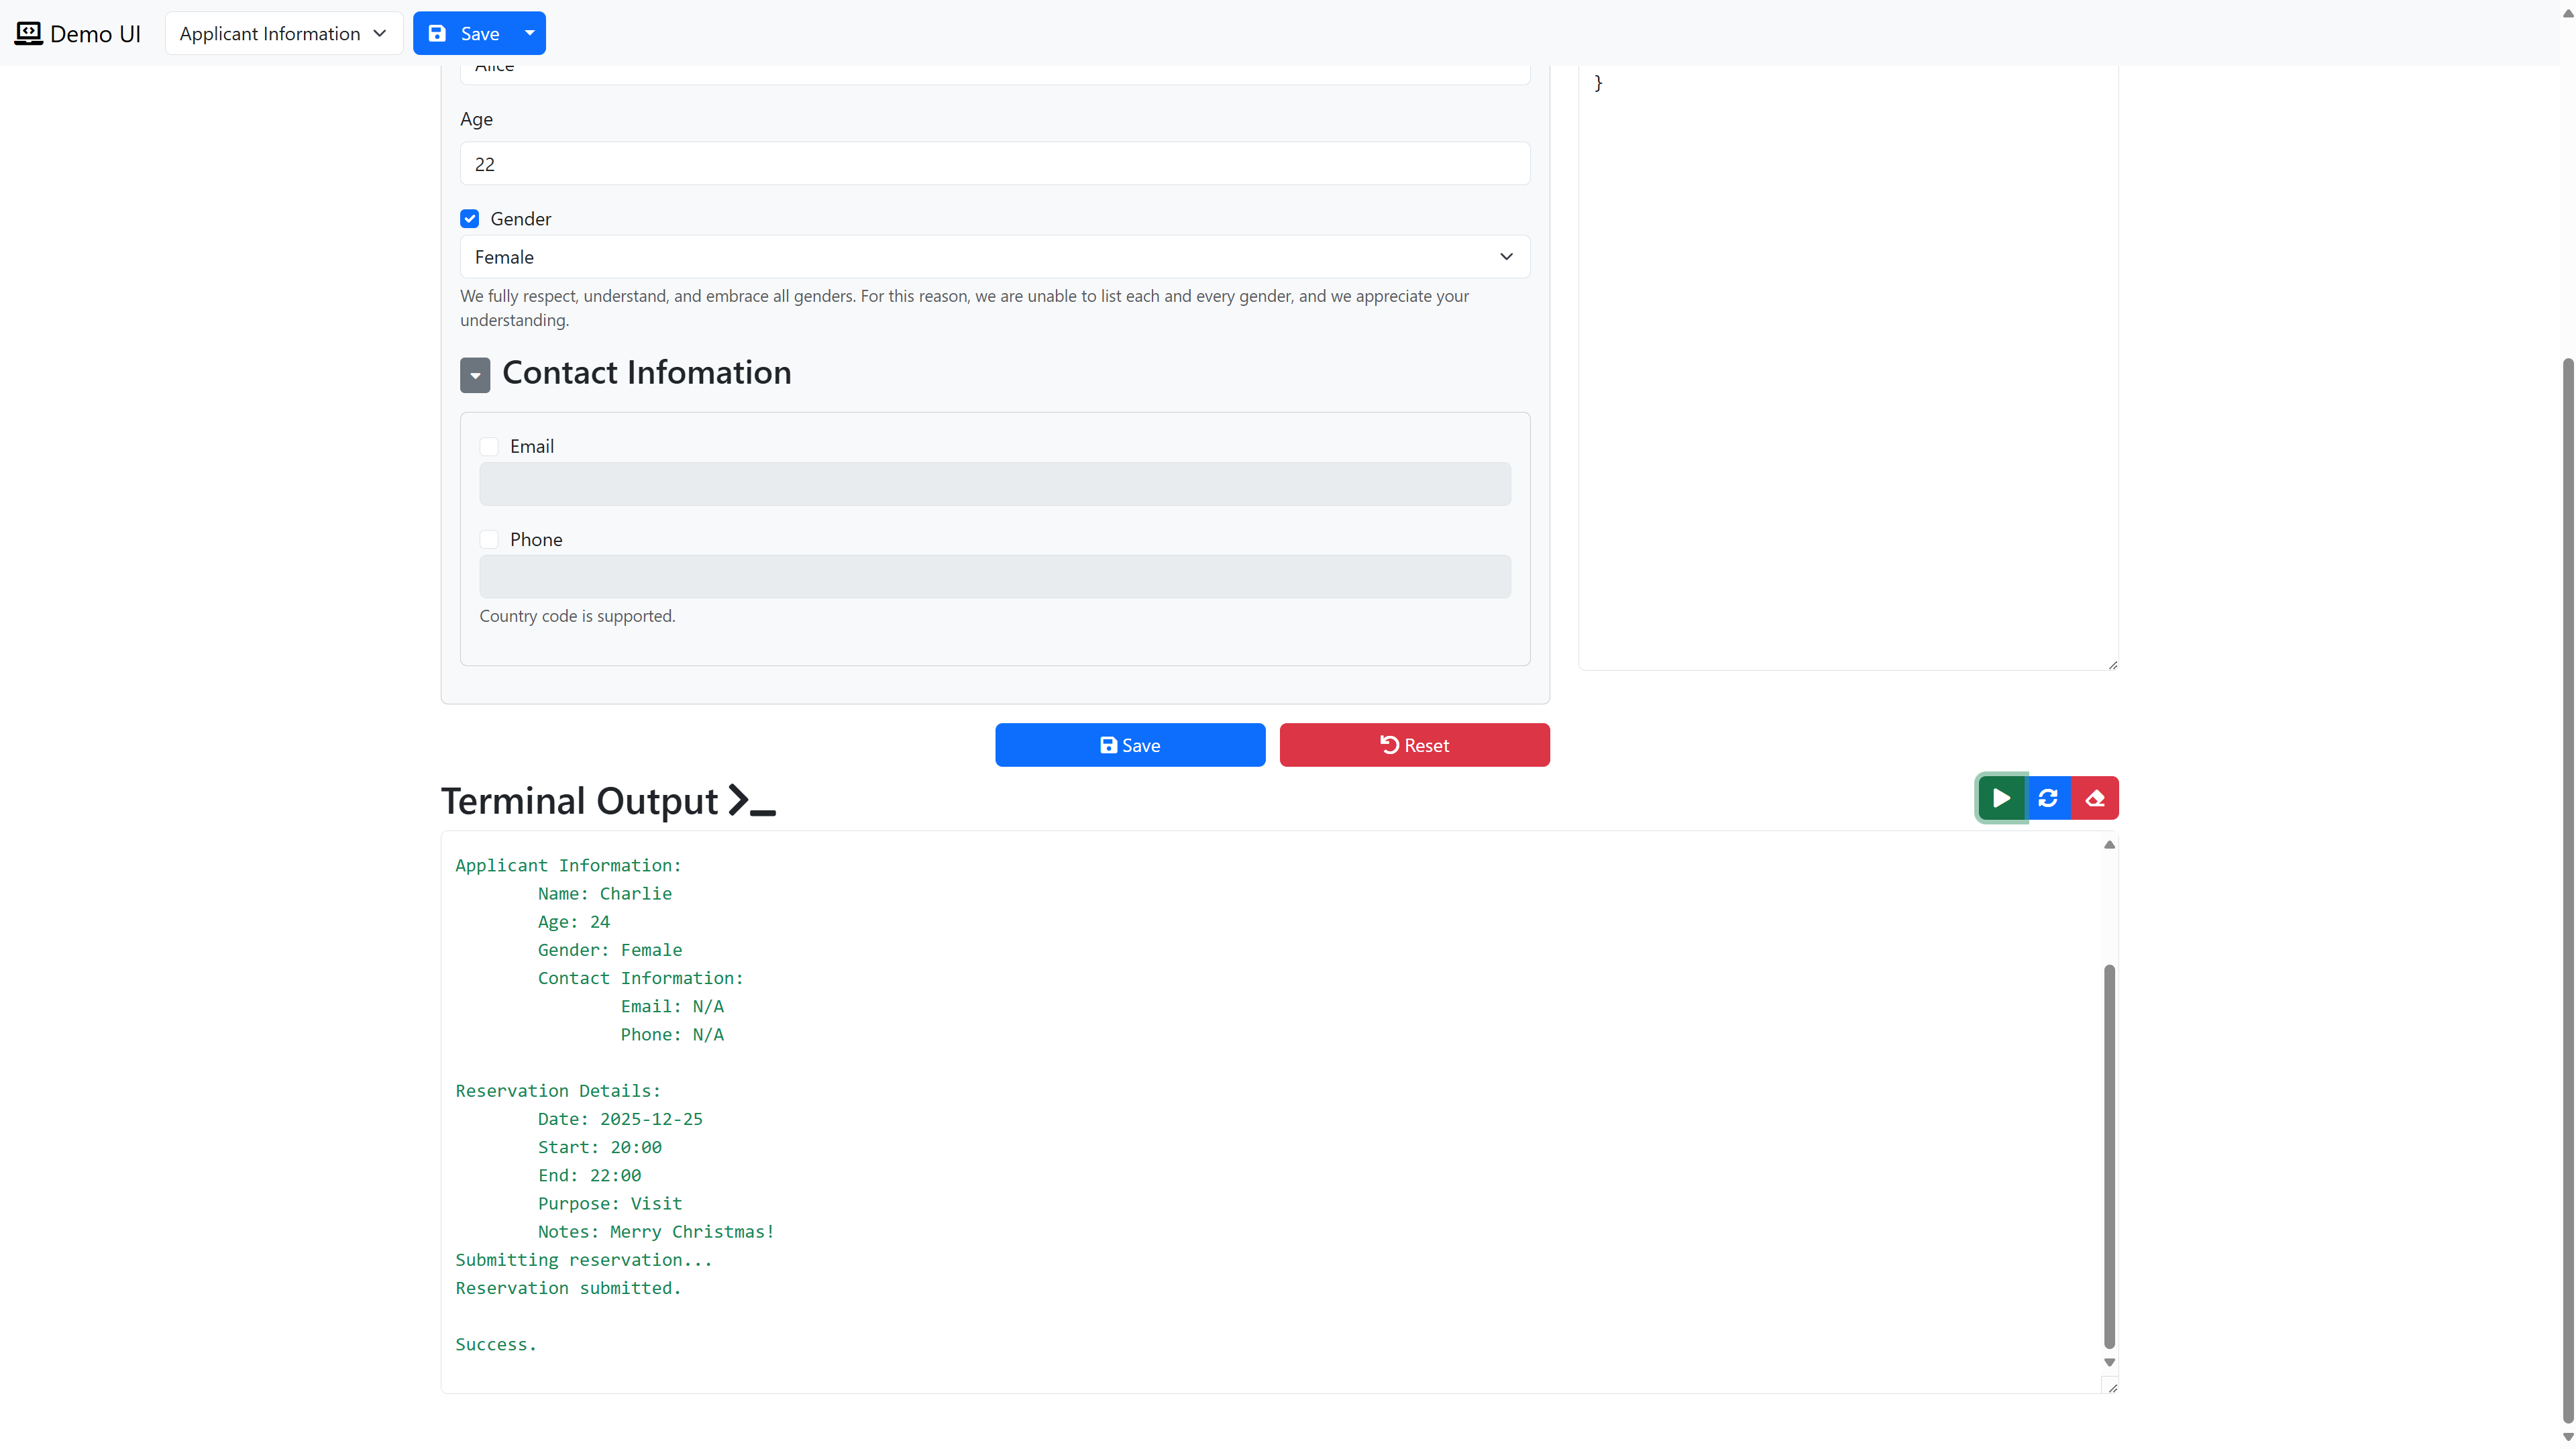 Demo UI
Applicant Information
Save
Alice
}
Age
22
Gender
Female
We fully respect, understand, and embrace all genders. For this reason, we are unable to list each and every gender, and we appreciate your
understanding.
Contact Infomation
Email
Phone
Country code is supported.
Save
Reset
Terminal Output
Applicant Information:
Name: Charlie
Age: 24
Gender: Female
Contact Information:
Email: N/A
Phone: N/A
Reservation Details:
Date: 2025-12-25
Start: 20:00
End: 22:00
Purpose: Visit
Notes: Merry Christmas!
Submitting reservation...
Reservation submitted.
Success.